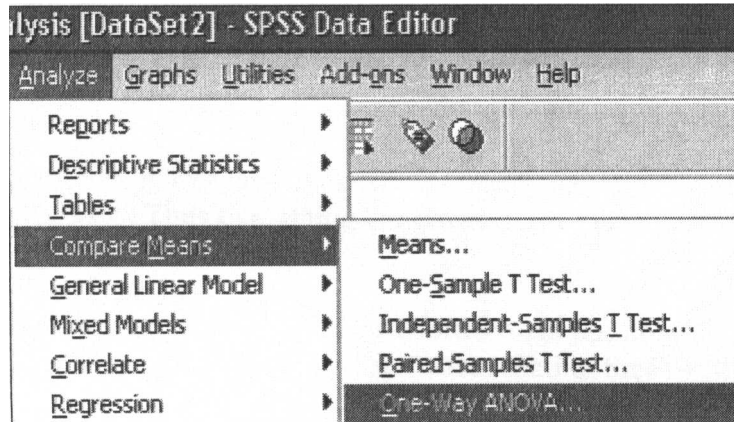 lysis [DataSet2] - SPSS Data Editor
Analyze Graphs Utilities Add-ons Window Help
Reports
Descriptive Statistics
Tables
Compare Means
General Linear Model
Mixed Models
Correlate
Regression
Means...
One-Sample T Test...
Independent-Samples T Test...
Paired-Samples T Test...
One-Way ANOVA...